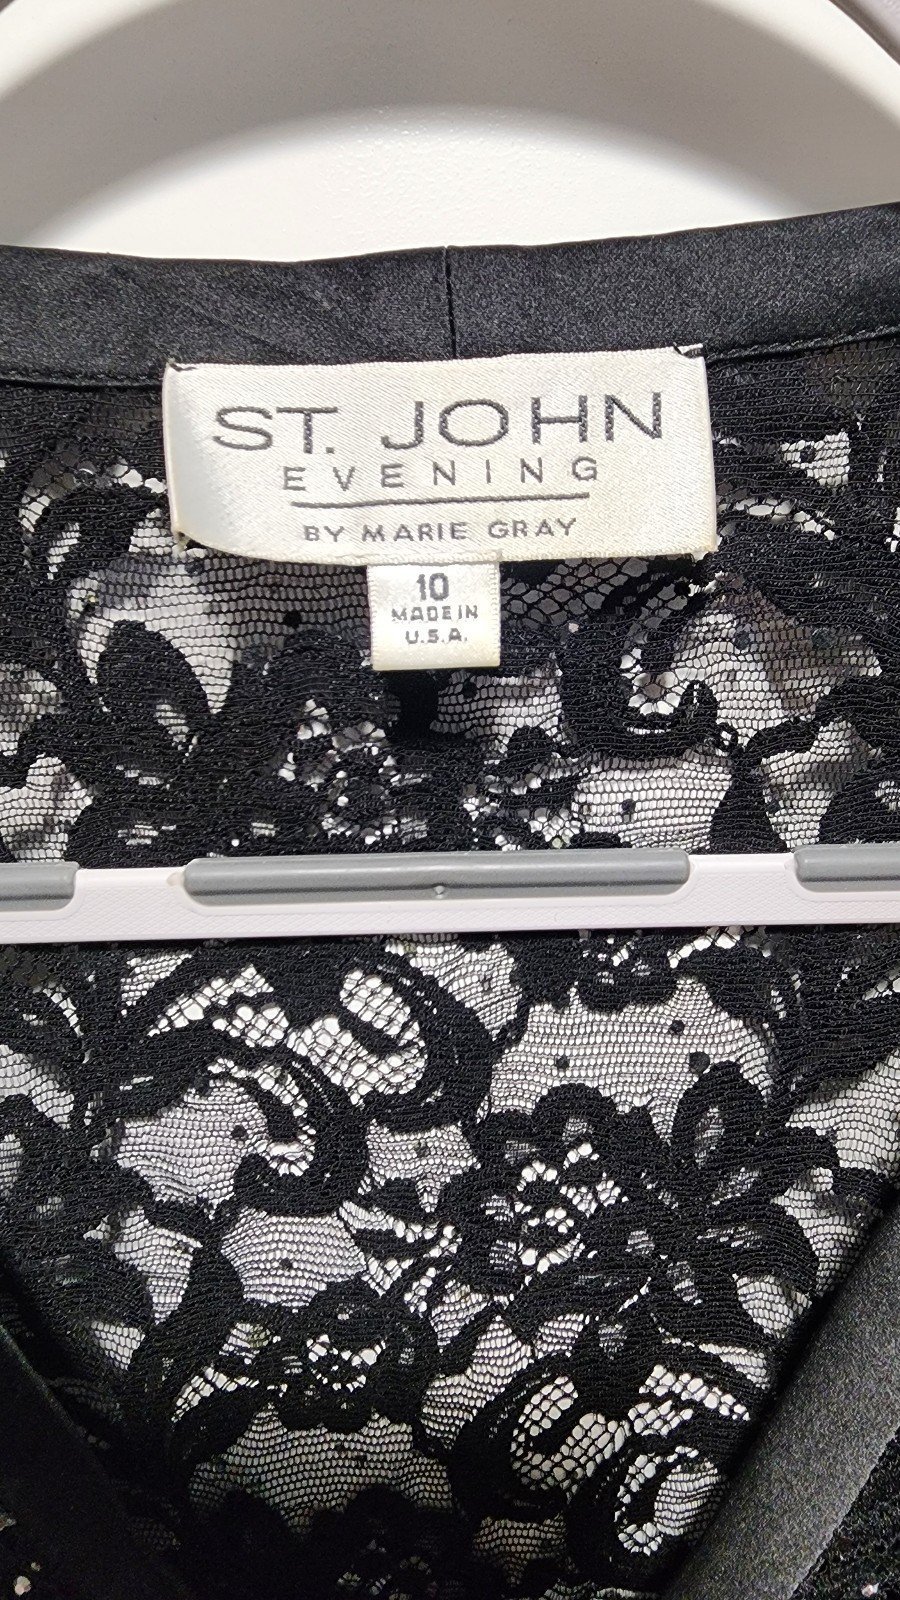 ST. JOHN
EVENING
BY MARIE GRAY
10
MADE IN
U.S.A.